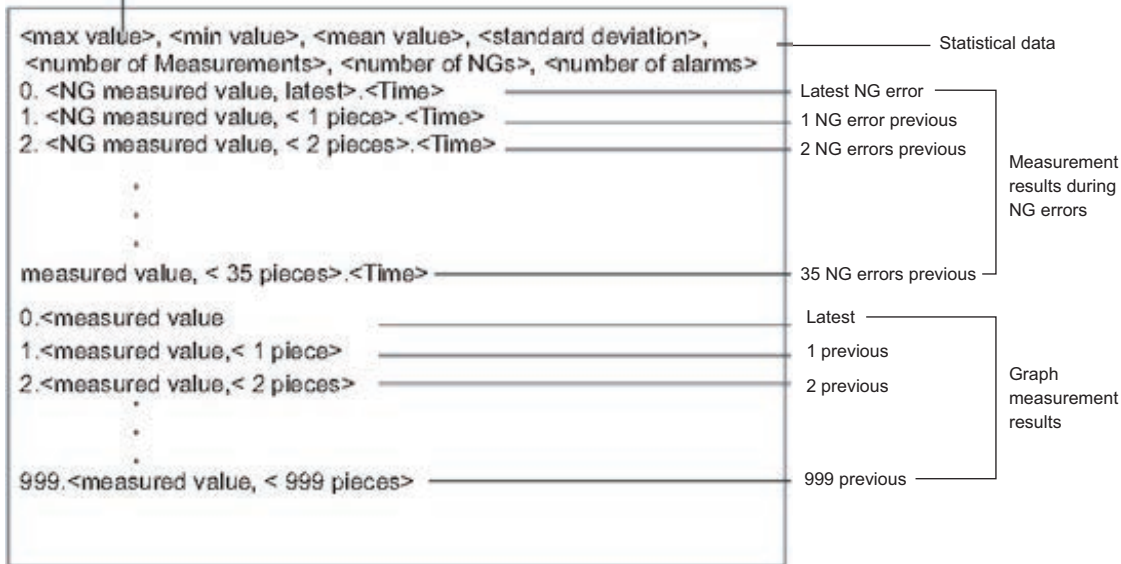 <max value>, <min value>, <mean value>, <standard deviation>,
<number of Measurements>, <number of NGs>, <number of alarms>
Statistical data
0. <NG measured value, latest>.<Time>
Latest NG error
1. <NG measured value, < 1 piece>.<Time>
1 NG error previous
2. <NG measured value, < 2 pieces>.<Time>
2 NG errors previous
Measurement
results during
NG errors
measured value, < 35 pieces>.<Time>
35 NG errors previous
0.<measured value
Latest
1.<measured value,< 1 piece>
1 previous
2.<measured value,< 2 pieces>
2 previous
Graph
measurement
results
999.<measured value, < 999 pieces>
999 previous